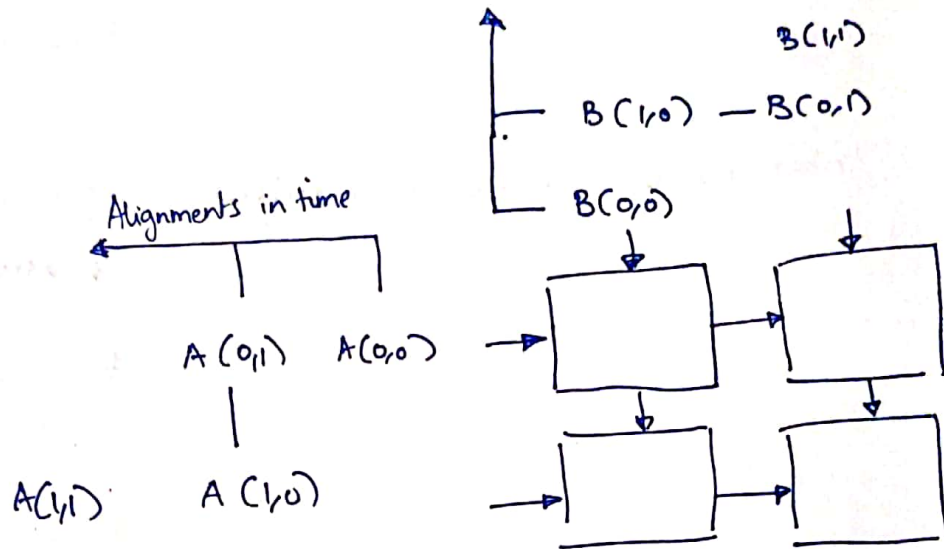 B(1,1)
B(1,0) — B(0,1)
Alignments in time
B(0,0)
A(0,1) A(0,0)
A(1,1) A(1,0)